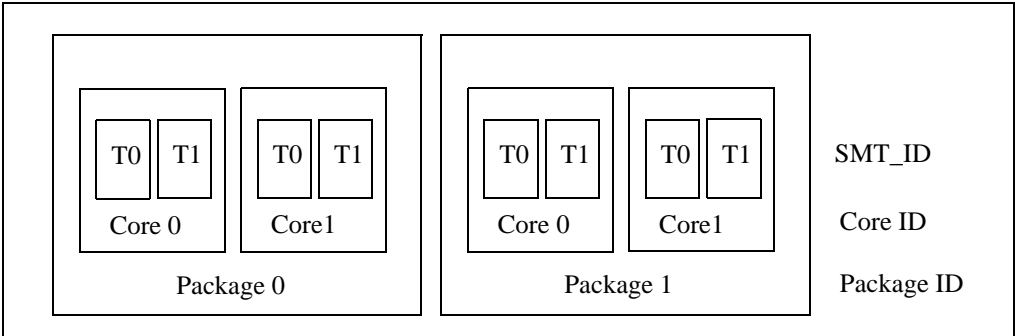 T0 T1 T0 T1 T0 T1 T0 T1 SMT_ID
Core 0 Core1 Core 0 Core1 Core ID
Package 0 Package 1 Package ID